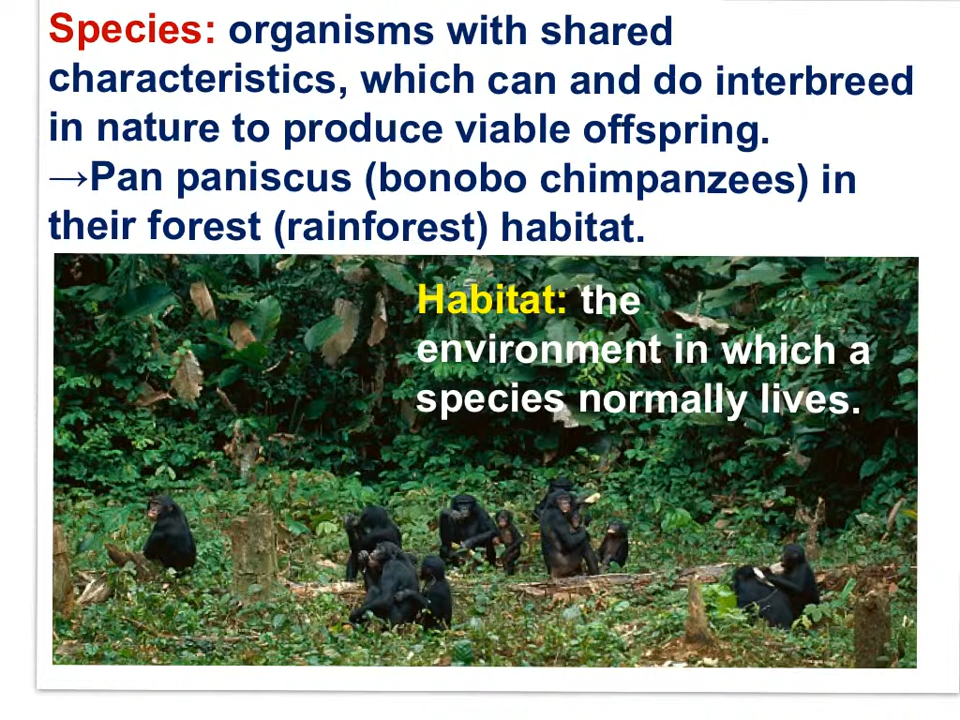 Species: organisms with shared
characteristics, which can and do interbreed
in nature to produce viable offspring.
→Pan paniscus (bonobo chimpanzees) in
their forest (rainforest) habitat.
Habitat: the
environment in which a
species normally lives.